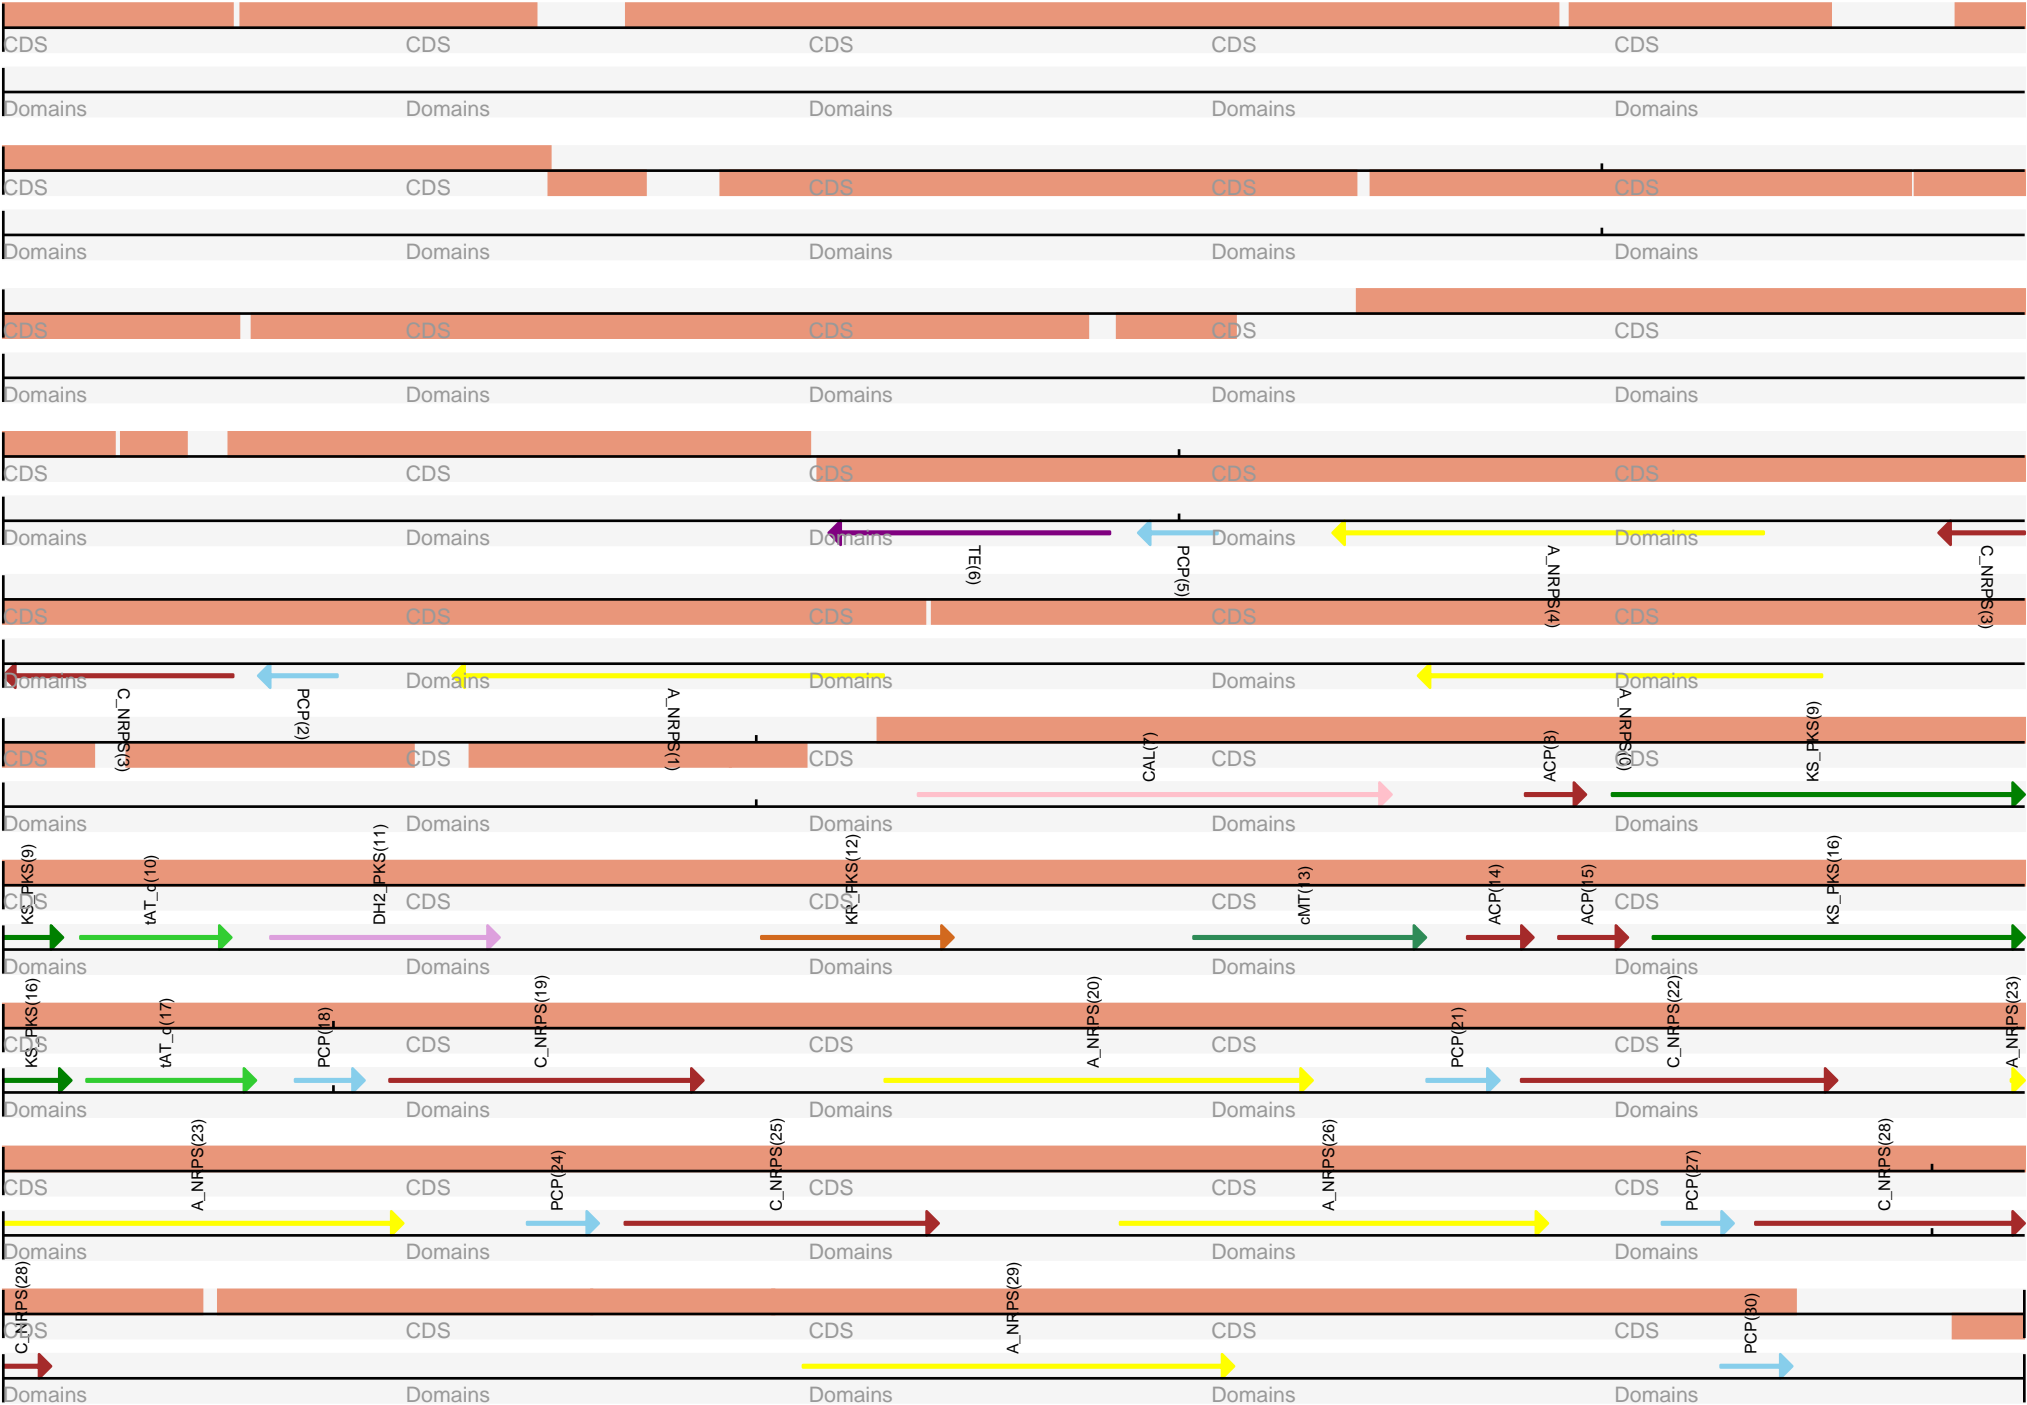 CDS CDS CDS CDS CDS
Domains Domains Domains Domains Domains
CDS CDS CDS CDS CDS
Domains Domains Domains Domains Domains
CDS CDS CDS CDS CDS
Domains Domains Domains Domains Domains
CDS CDS CDS CDS CDS
Domains Domains Domains Domains Domains
TE(6) PCP(5) A_NRPS(4) C_NRPS(3)
CDS CDS CDS CDS CDS
Domains Domains Domains Domains Domains
C_NRPS(3) PCP(2) A_NRPS(1) A_NRPS(0)
CDS CDS CDS CDS CDS
CAL(7) ACP(8) KS_PKS(9)
Domains Domains Domains Domains Domains
CDS CDS CDS CDS CDS
KS_PKS(9) tAT_d(10) DH2_PKS(11) KR_PKS(12) cMT(13) ACP(14) ACP(15) KS_PKS(16)
Domains Domains Domains Domains Domains
CDS CDS CDS CDS CDS
KS_PKS(16) tAT_d(17) PCP(18) C_NRPS(19) A_NRPS(20) PCP(21) C_NRPS(22) A_NRPS(23)
Domains Domains Domains Domains Domains
CDS CDS CDS CDS CDS
A_NRPS(23) PCP(24) C_NRPS(25) A_NRPS(26) PCP(27) C_NRPS(28)
Domains Domains Domains Domains Domains
CDS CDS CDS CDS CDS
C_NRPS(28) A_NRPS(29) PCP(30)
Domains Domains Domains Domains Domains